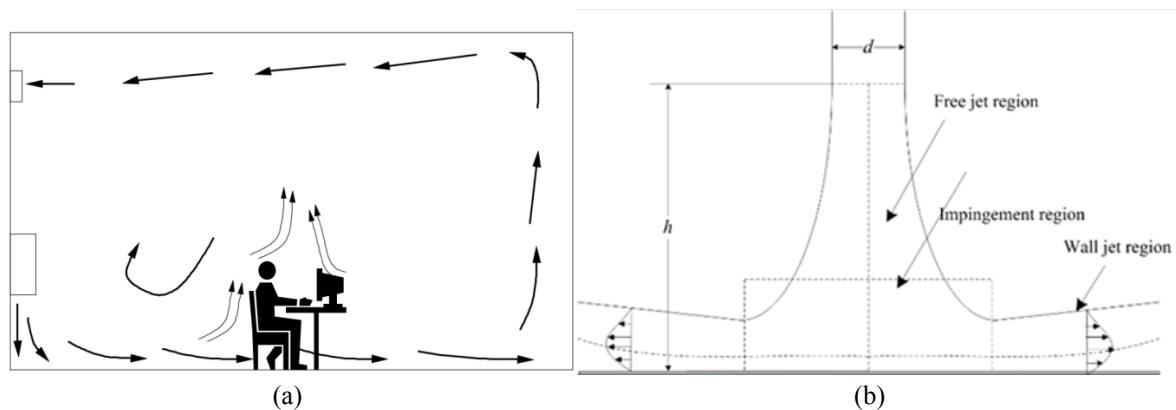 d
Free jet region
h
Impingement region
Wall jet region
(a)
(b)